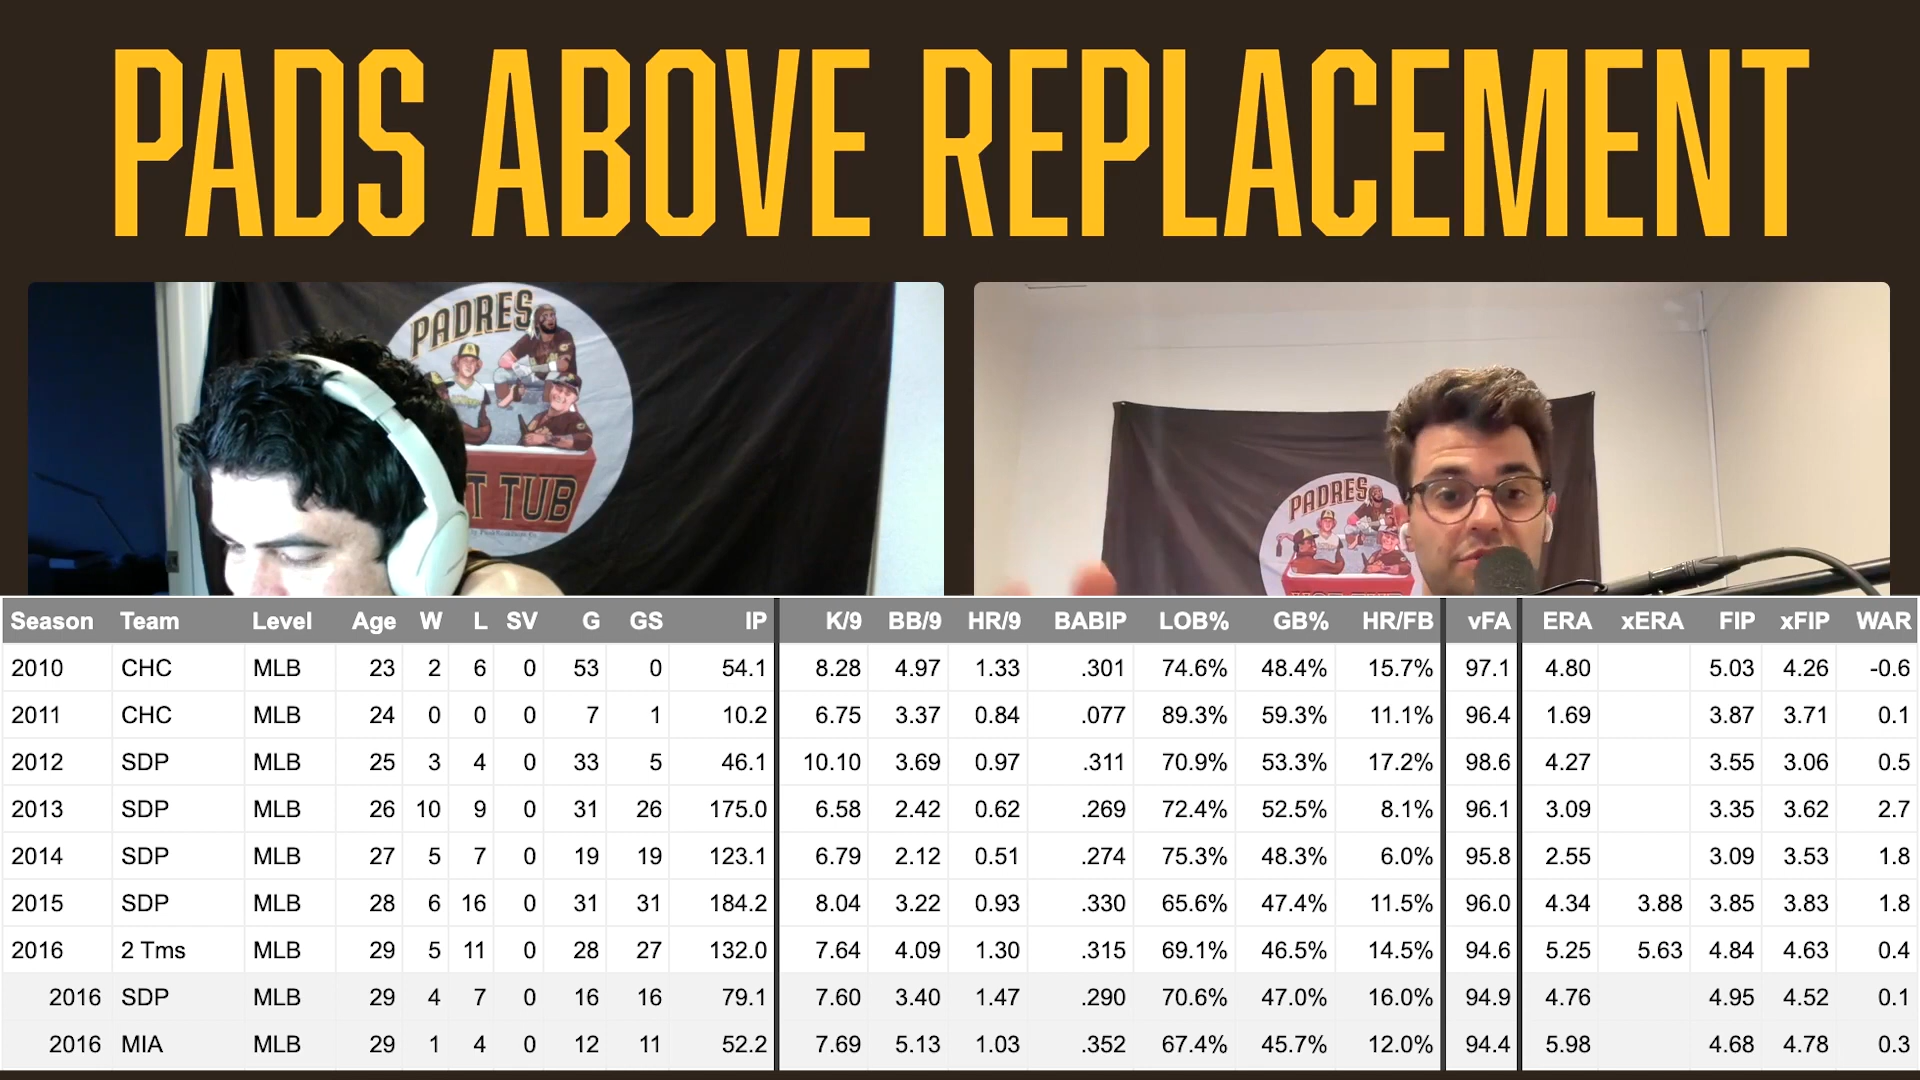 PADS ABOVE REPLACEMENT
PADRES
T TUB
PADRES
Season Team Level Age W L SV G GS IP K/9 BB/9 HR/9 BABIP LOB% GB% HR/FB vFA ERA xERA FIP xFIP WAR
2010 CHC MLB 23 2 6 0 53 0 54.1 8.28 4.97 1.33 .301 74.6% 48.4% 15.7% 97.1 4.80 5.03 4.26 -0.6
2011 CHC MLB 24 0 0 0 7 1 10.2 6.75 3.37 0.84 .077 89.3% 59.3% 11.1% 96.4 1.69 3.87 3.71 0.1
2012 SDP MLB 25 3 4 0 33 5 46.1 10.10 3.69 0.97 .311 70.9% 53.3% 17.2% 98.6 4.27 3.55 3.06 0.5
2013 SDP MLB 26 10 9 0 31 26 175.0 6.58 2.42 0.62 .269 72.4% 52.5% 8.1% 96.1 3.09 3.35 3.62 2.7
2014 SDP MLB 27 5 7 0 19 19 123.1 6.79 2.12 0.51 .274 75.3% 48.3% 6.0% 95.8 2.55 3.09 3.53 1.8
2015 SDP MLB 28 6 16 0 31 31 184.2 8.04 3.22 0.93 .330 65.6% 47.4% 11.5% 96.0 4.34 3.88 3.85 3.83 1.8
2016 2 Tms MLB 29 5 11 0 28 27 132.0 7.64 4.09 1.30 .315 69.1% 46.5% 14.5% 94.6 5.25 5.63 4.84 4.63 0.4
2016 SDP MLB 29 4 7 0 16 16 79.1 7.60 3.40 1.47 .290 70.6% 47.0% 16.0% 94.9 4.76 4.95 4.52 0.1
2016 MIA MLB 29 1 4 0 12 11 52.2 7.69 5.13 1.03 .352 67.4% 45.7% 12.0% 94.4 5.98 4.68 4.78 0.3